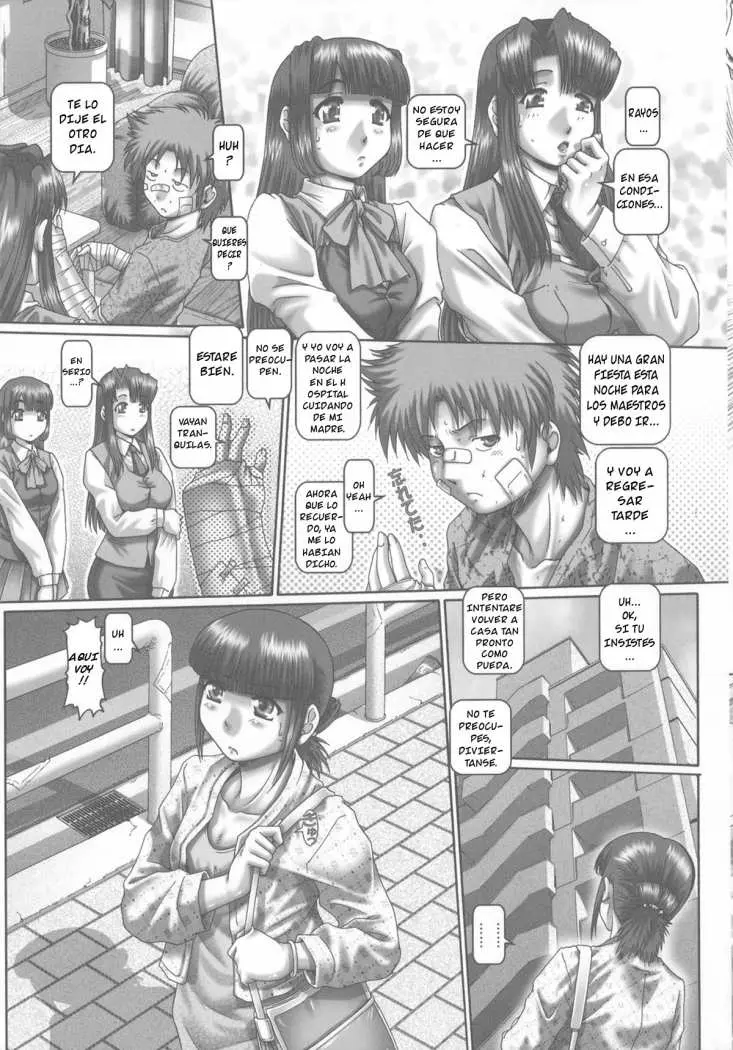 RAYOS
...
EN ESA
CONDI-
CIONES...
NO ESTOY
SEGURA
DE QUE
HACER
...
HUH
?
TE LO
DIJE EL
OTRO
DIA.
QUE
QUIERES
DECIR
?
HAY UNA GRAN
FIESTA ESTA
NOCHE PARA
LOS MAESTROS
Y DEBO IR...
Y VOY A
REGRE-
SAR
TARDE
...
Y YO VOY A
PASAR LA
NOCHE
EN EL H
OSPITAL
CUIDANDO
DE MI
MADRE.
OH
YEAH
...
AHORA
QUE LO
RECUER-
DO, YA
ME LO
HABIAN
DICHO.
忘れてた・・
NO SE
PREOCU-
PEN.
ESTARE
BIEN.
VAYAN
TRAN-
QUILAS.
EN
SERIO
...?
UH...
OK,
SI TU
INSISTES
...
PERO
INTENTARE
VOLVER A
CASA TAN
PRONTO
COMO
PUEDA.
NO TE
PREOCU-
PES,
DIVIER-
TANSE.
......
UH
...
AQUI
VOY
!!